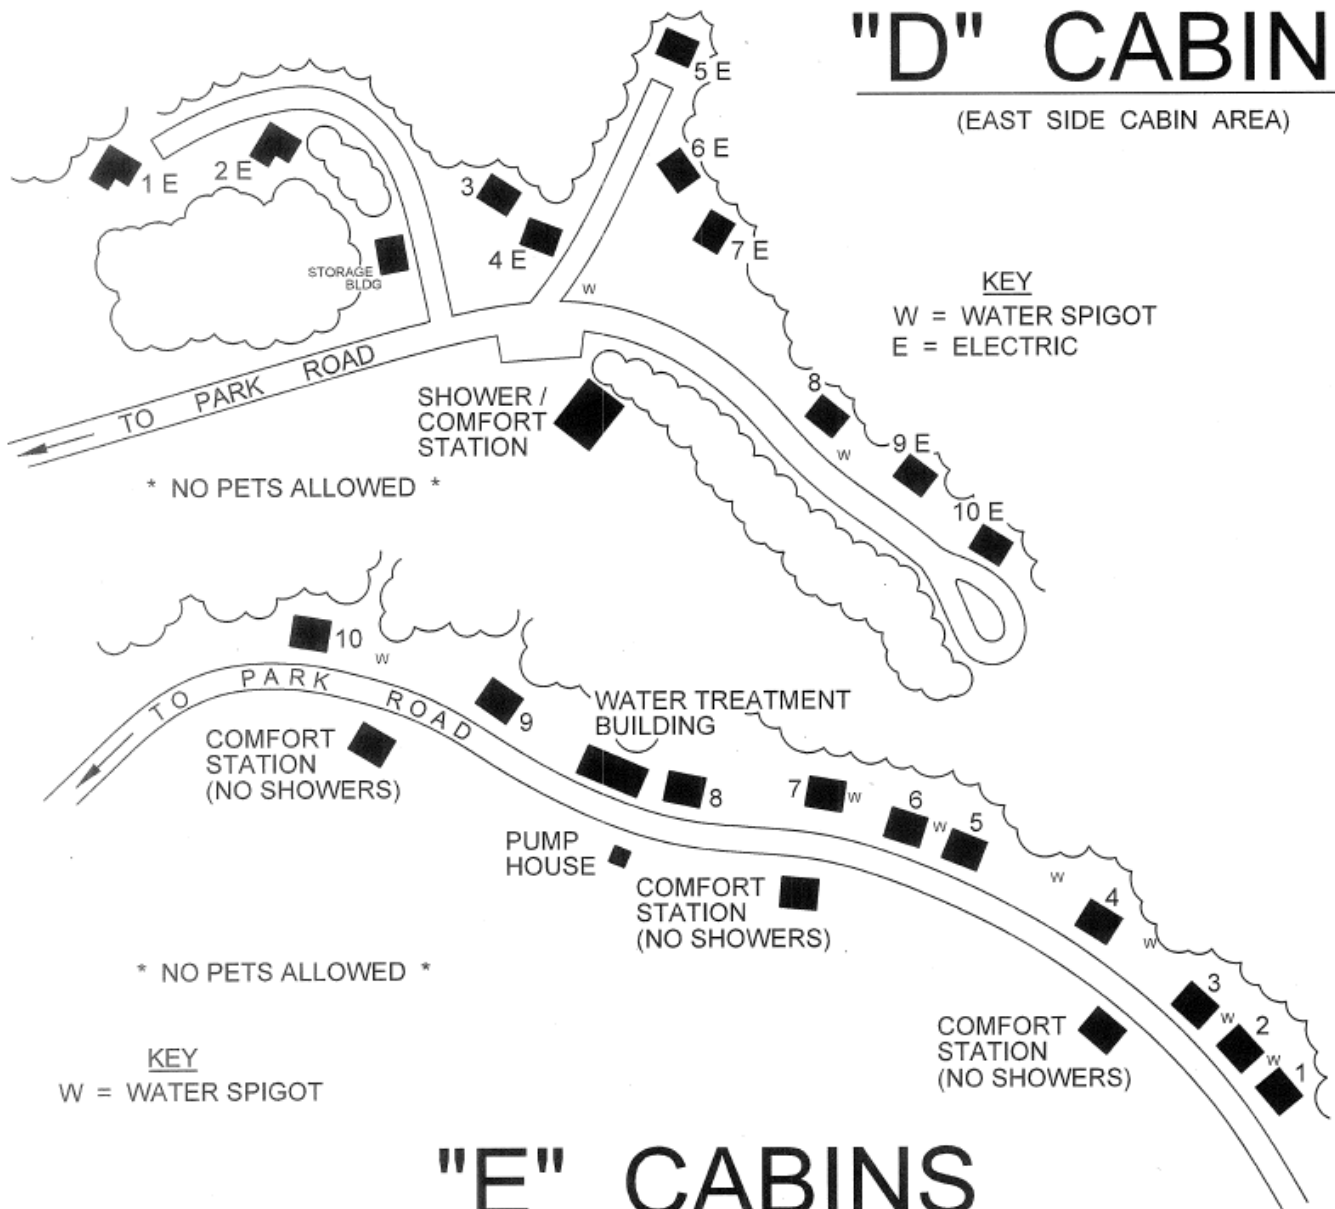 "D" CABIN
(EAST SIDE CABIN AREA)
5 E
6 E
1 E
2 E
3
4 E
7 E
STORAGE
BLDG
W
KEY
W = WATER SPIGOT
E = ELECTRIC
TO PARK ROAD
SHOWER /
COMFORT
STATION
8
W
9 E
10 E
* NO PETS ALLOWED *
10
W
TO PARK ROAD
9
WATER TREATMENT
BUILDING
COMFORT
STATION
(NO SHOWERS)
8
7
W
6
W
5
PUMP
HOUSE
COMFORT
STATION
(NO SHOWERS)
W
4
W
* NO PETS ALLOWED *
3
W
2
W
1
COMFORT
STATION
(NO SHOWERS)
KEY
W = WATER SPIGOT
"E" CABINS